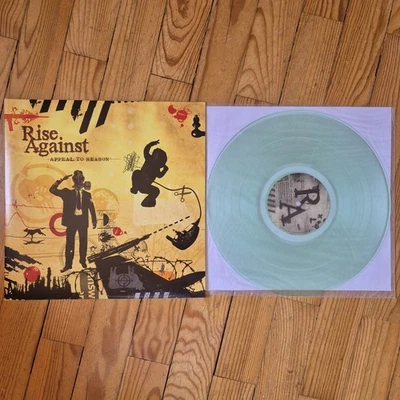 Rise.
Against
APPEAL TO REASON
RA